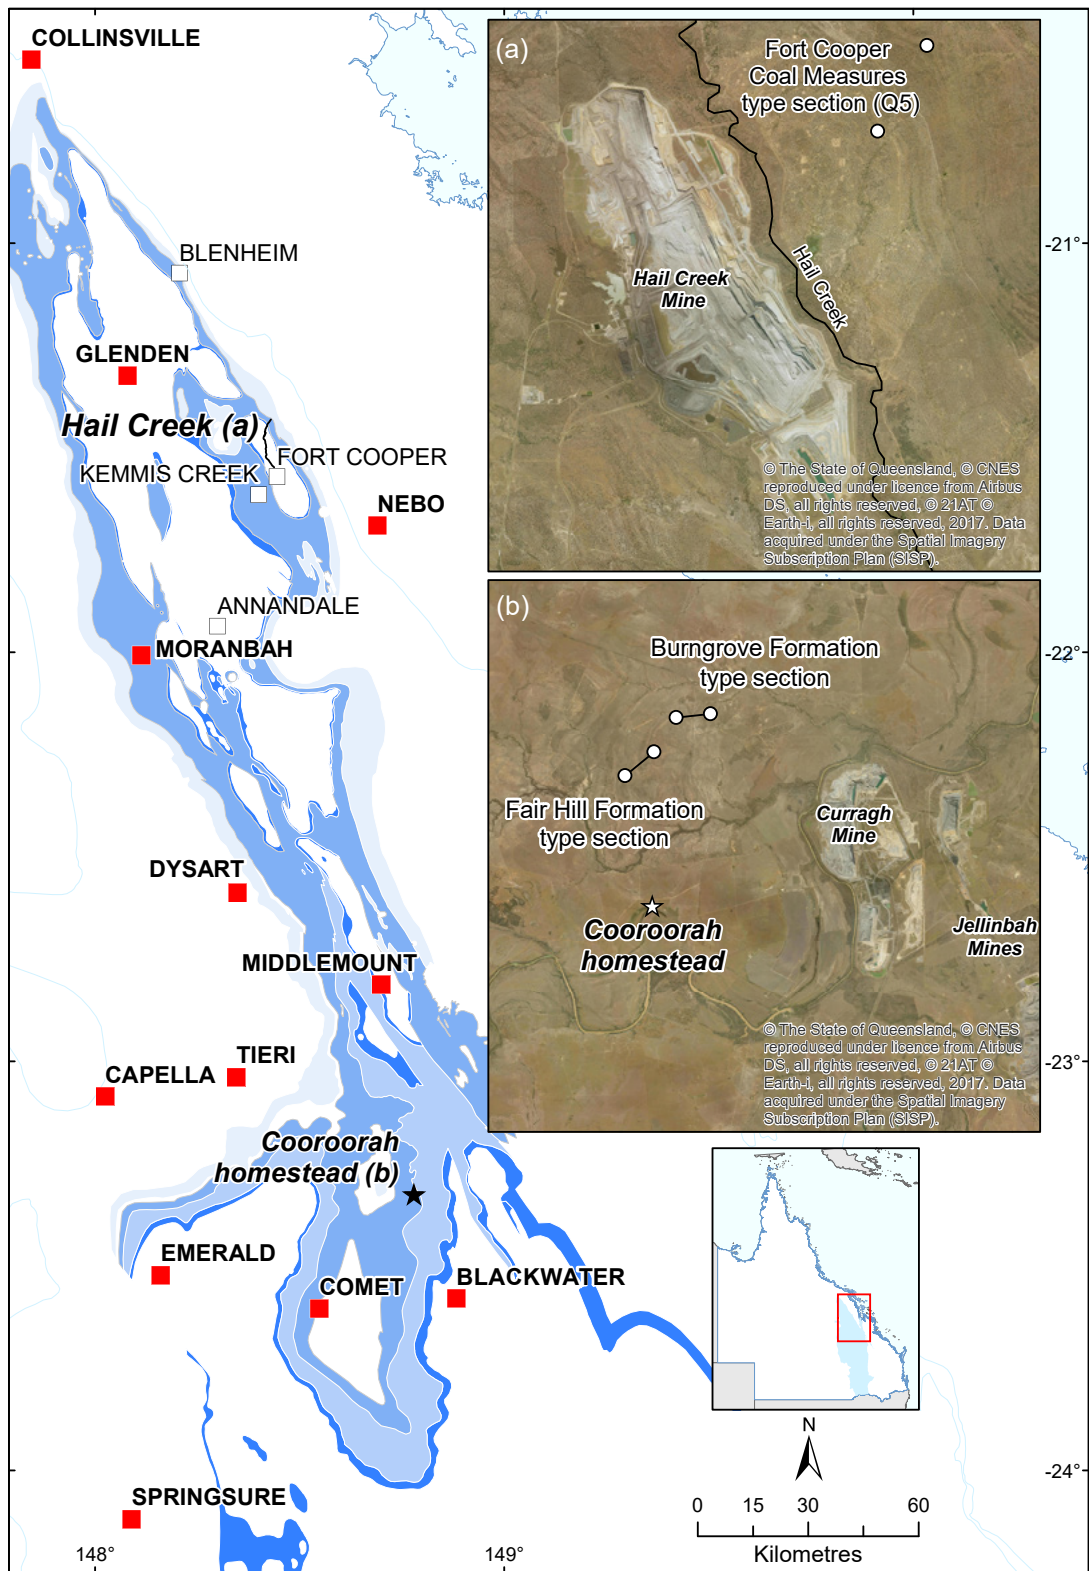 COLLINSVILLE
BLENHEIM
GLENDEN
Hail Creek (a)
FORT COOPER
KEMMIS CREEK
NEBO
ANNANDALE
MORANBAH
DYSART
MIDDLEMOUNT
TIERI
CAPELLA
Cooroorah
homestead (b)
EMERALD
COMET
BLACKWATER
SPRINGSURE
148°
149°
(a)
Fort Cooper
Coal Measures
type section (Q5)
Hail Creek
Mine
Hail Creek
© The State of Queensland, © CNES
reproduced under licence from Airbus
DS, all rights reserved, © 21AT ©
Earth-i, all rights reserved, 2017. Data
acquired under the Spatial Imagery
Subscription Plan (SISP).
(b)
Burngrove Formation
type section
Fair Hill Formation
type section
Curragh
Mine
Cooroorah
homestead
Jellinbah
Mines
© The State of Queensland, © CNES
reproduced under licence from Airbus
DS, all rights reserved, © 21AT ©
Earth-i, all rights reserved, 2017. Data
acquired under the Spatial Imagery
Subscription Plan (SISP).
-21°
-22°
-23°
-24°
N
0 15 30 60
Kilometres